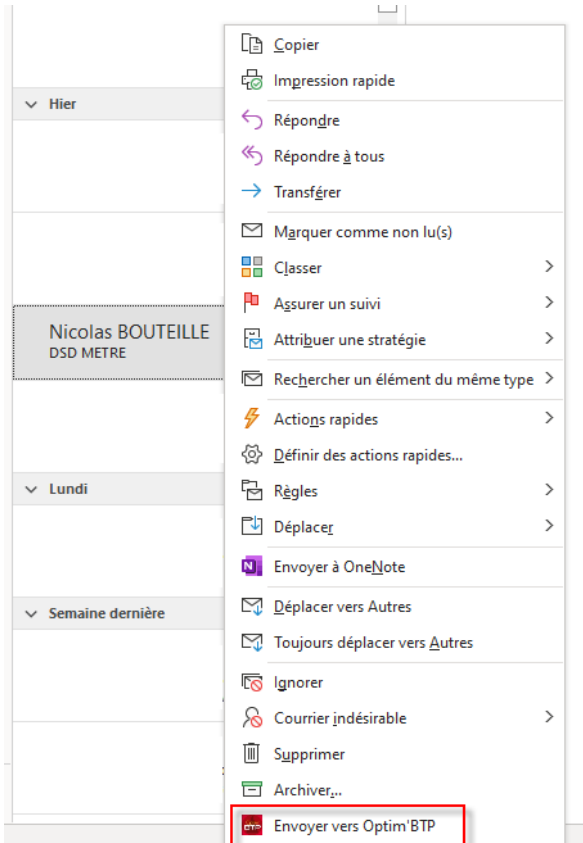 Copier
Impression rapide
Hier
Répondre
Répondre à tous
Transférer
Marquer comme non lu(s)
Classer
Assurer un suivi
Nicolas BOUTEILLE
DSD METRE
Attribuer une stratégie
Rechercher un élément du même type
Actions rapides
Définir des actions rapides...
Lundi
Règles
Déplacer
Envoyer à OneNote
Semaine dernière
Déplacer vers Autres
Toujours déplacer vers Autres
Ignorer
Courrier indésirable
Supprimer
Archiver...
Envoyer vers Optim'BTP